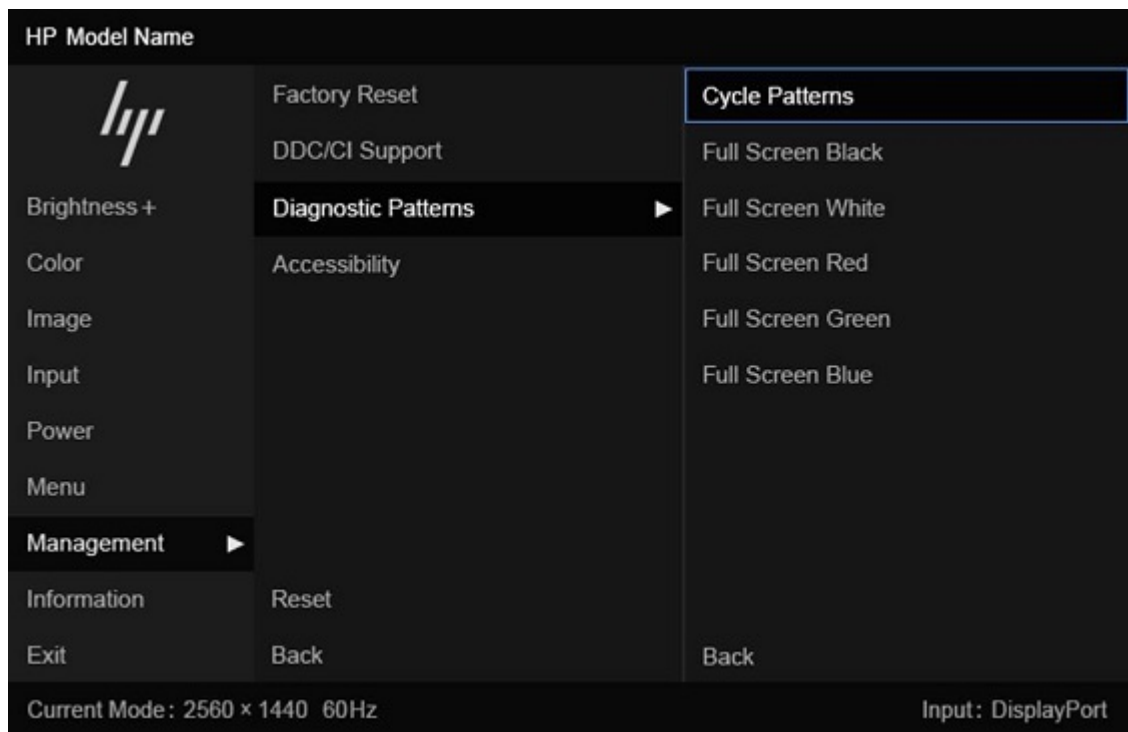 HP Model Name
hp
Brightness+
Color
Image
Input
Power
Menu
Management ▶
Information
Exit
Factory Reset
DDC/CI Support
Diagnostic Patterns ▶
Accessibility
Reset
Back
Cycle Patterns
Full Screen Black
Full Screen White
Full Screen Red
Full Screen Green
Full Screen Blue
Back
Current Mode: 2560 × 1440 60Hz
Input: DisplayPort